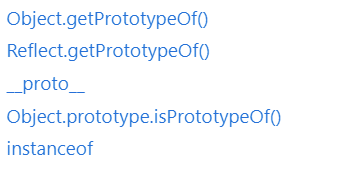 Object.getPrototypeOf()
Reflect.getPrototypeOf()
__proto__
Object.prototype.isPrototypeOf()
instanceof